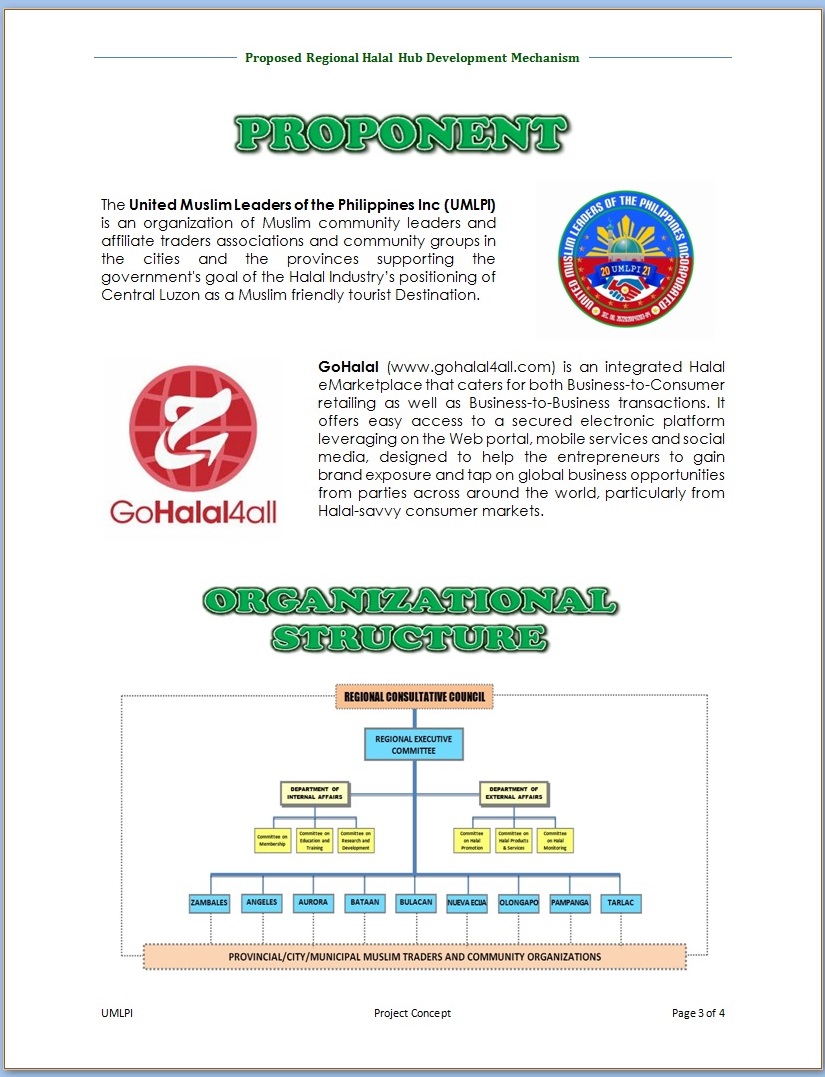 Proposed Regional Halal Hub Development Mechanism
PROPONENT
The United Muslim Leaders of the Philippines Inc (UMLPI)
is an organization of Muslim community leaders and
affiliate traders associations and community groups in
the cities and the provinces supporting the
government's goal of the Halal Industry’s positioning of
Central Luzon as a Muslim friendly tourist Destination.
UNITED MUSLIM LEADERS OF THE PHILIPPINES INCORPORATED
20 UMLPI 21
GoHalal (www.gohalal4all.com) is an integrated Halal
eMarketplace that caters for both Business-to-Consumer
retailing as well as Business-to-Business transactions. It
offers easy access to a secured electronic platform
leveraging on the Web portal, mobile services and social
media, designed to help the entrepreneurs to gain
brand exposure and tap on global business opportunities
from parties across around the world, particularly from
Halal-savvy consumer markets.
GoHalal4all
ORGANIZATIONAL
STRUCTURE
REGIONAL CONSULTATIVE COUNCIL
REGIONAL EXECUTIVE
COMMITTEE
DEPARTMENT OF
INTERNAL AFFAIRS
DEPARTMENT OF
EXTERNAL AFFAIRS
Committee on
Membership
Committee on
Education and
Training
Committee on
Research and
Development
Committee
on Halal
Promotion
Committee on
Halal Products
& Services
Committee
on Halal
Monitoring
ZAMBALES
ANGELES
AURORA
BATAAN
BULACAN
NUEVA ECIJA
OLONGAPO
PAMPANGA
TARLAC
PROVINCIAL/CITY/MUNICIPAL MUSLIM TRADERS AND COMMUNITY ORGANIZATIONS
UMLPI
Project Concept
Page 3 of 4